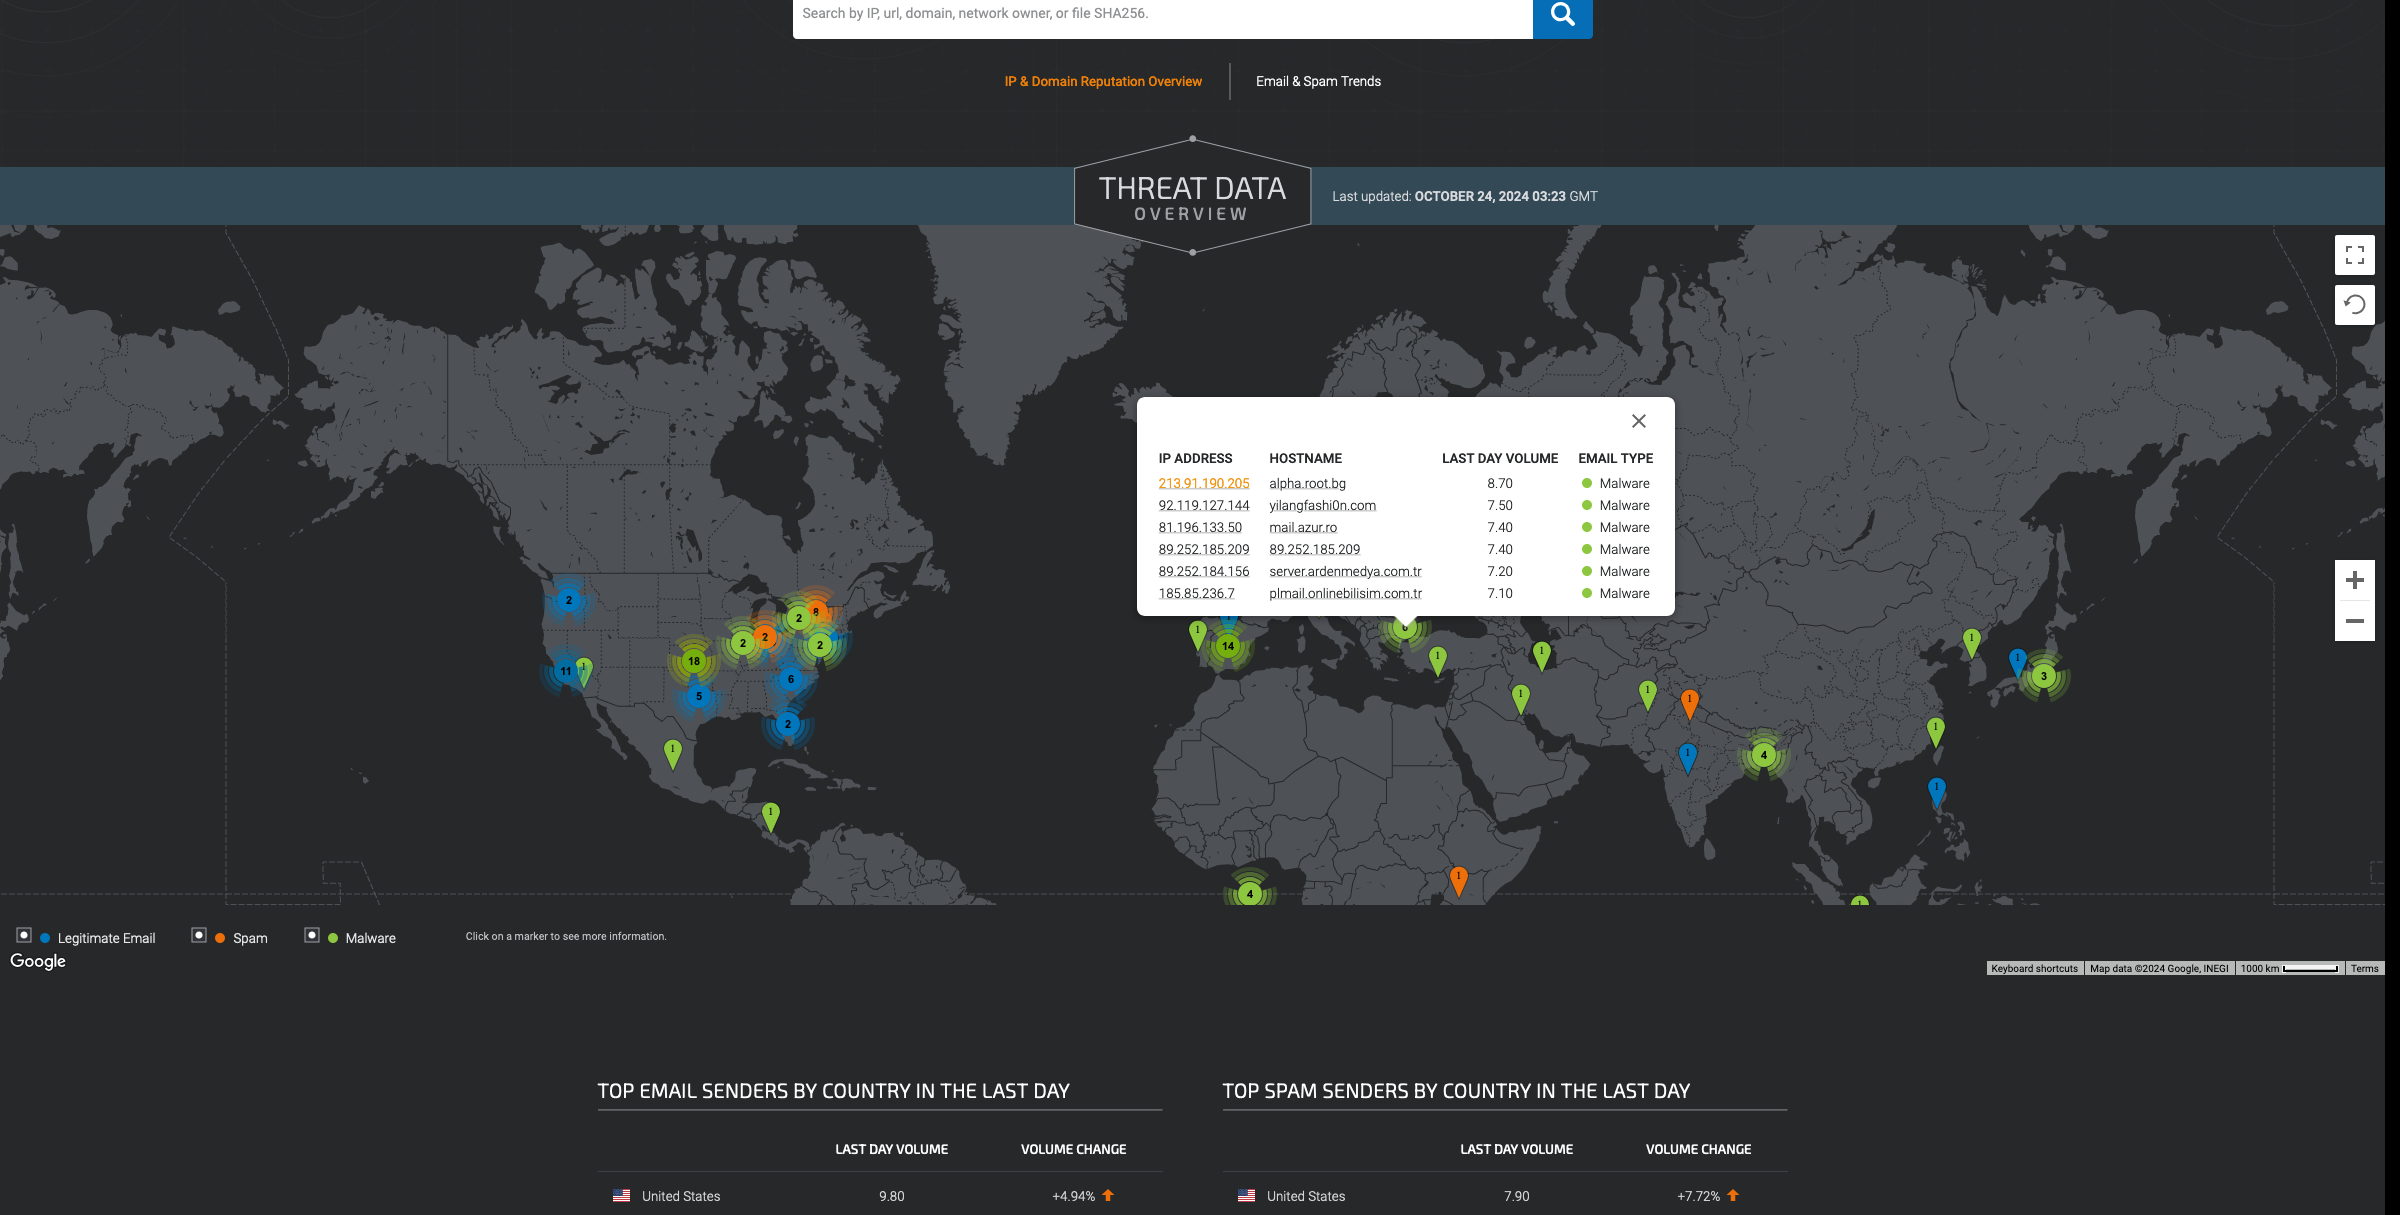 Search by IP, url, domain, network owner, or file SHA256.
IP & Domain Reputation Overview
Email & Spam Trends
THREAT DATA
OVERVIEW
Last updated: OCTOBER 24, 2024 03:23 GMT
IP ADDRESS HOSTNAME LAST DAY VOLUME EMAIL TYPE
213.91.190.205 alpha.root.bg 8.70 Malware
92.119.127.144 yilangfashi0n.com 7.50 Malware
81.196.133.50 mail.azur.ro 7.40 Malware
89.252.185.209 89.252.185.209 7.40 Malware
89.252.184.156 server.ardenmedya.com.tr 7.20 Malware
185.85.236.7 plmail.onlinebilisim.com.tr 7.10 Malware
2
8
2
2
2
2
18
11
1
6
5
2
1
1
1
14
1
1
1
1
1
1
1
3
1
1
4
1
1
4
1
Legitimate Email
Spam
Malware
Click on a marker to see more information.
Google
Keyboard shortcuts
Map data ©2024 Google, INEGI
1000 km
Terms
TOP EMAIL SENDERS BY COUNTRY IN THE LAST DAY
LAST DAY VOLUME VOLUME CHANGE
United States 9.80 +4.94%
TOP SPAM SENDERS BY COUNTRY IN THE LAST DAY
LAST DAY VOLUME VOLUME CHANGE
United States 7.90 +7.72%